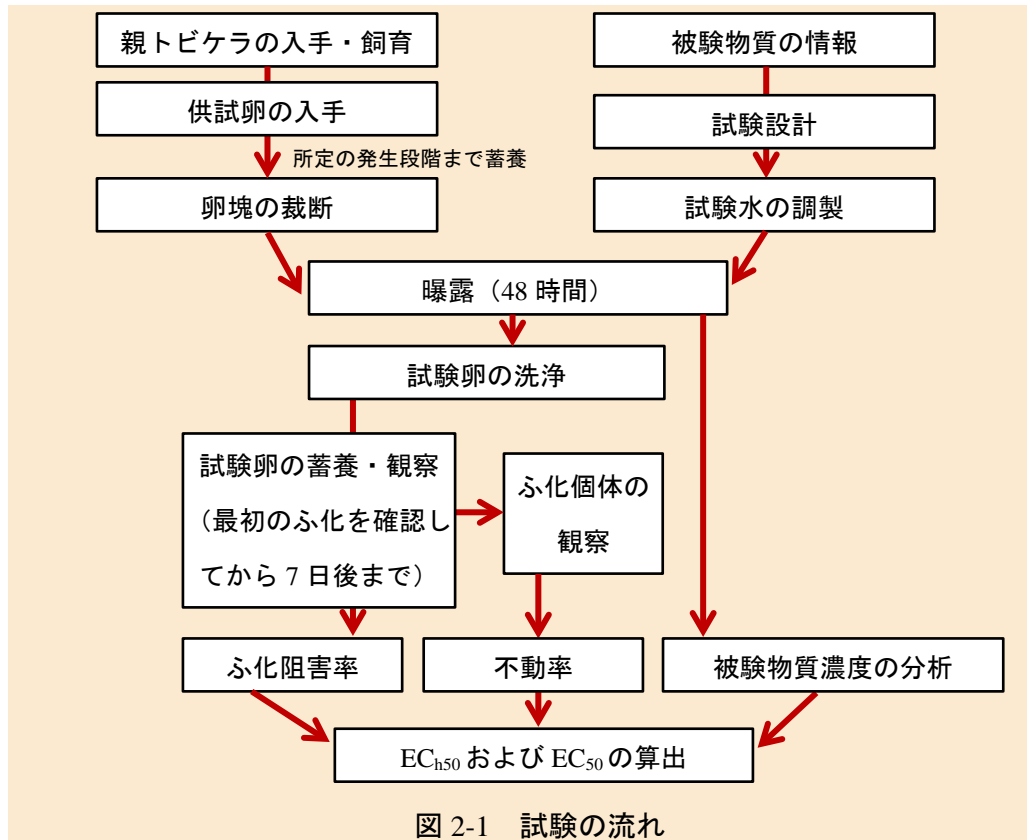 親トビケラの入手・飼育
被験物質の情報
供試卵の入手
試験設計
所定の発生段階まで蓄養
卵塊の裁断
試験水の調製
曝露（48 時間）
試験卵の洗浄
試験卵の蓄養・観察
（最初のふ化を確認し
てから 7 日後まで）
ふ化個体の
観察
ふ化阻害率
不動率
被験物質濃度の分析
ECh50 および EC50 の算出
図 2-1 試験の流れ